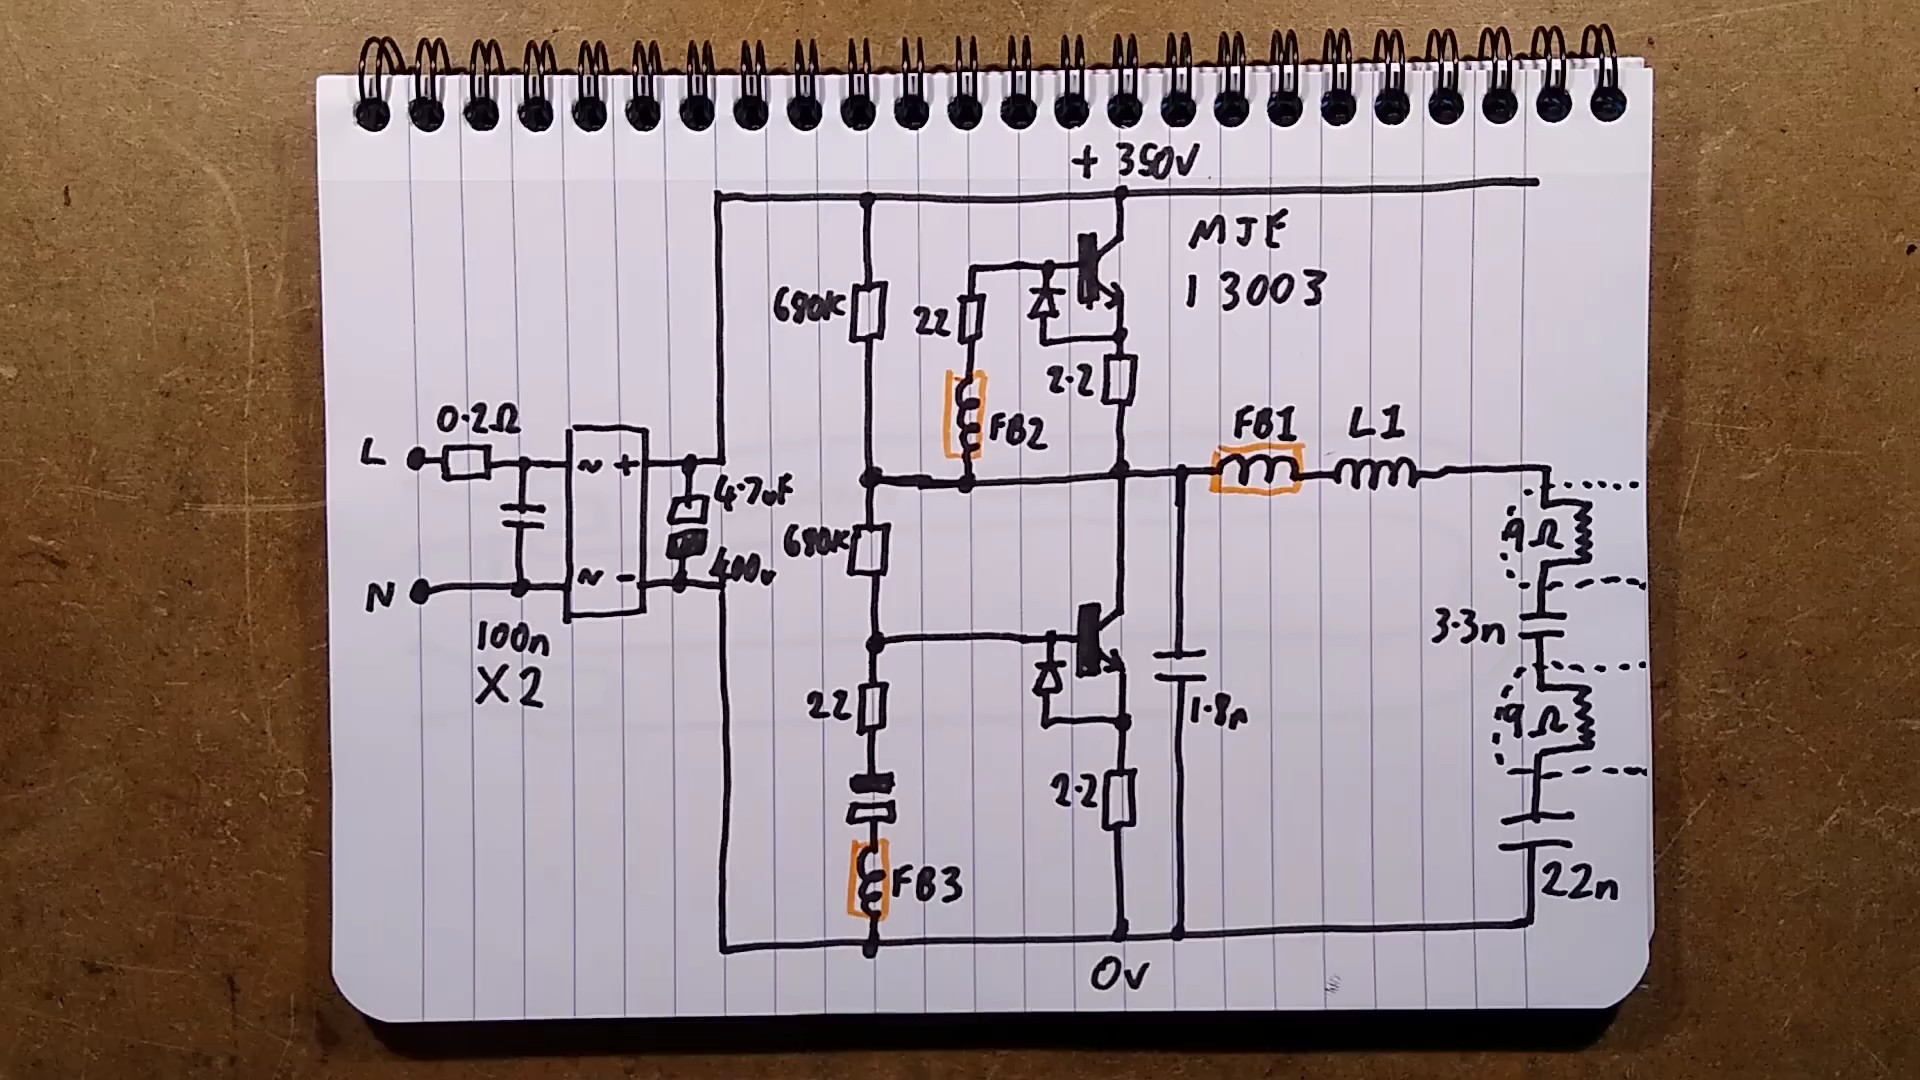 + 350V
MJE
13003
680K
22
2.2
FB2
FB1
L1
0.2Ω
L
~ +
4.7uF
400v
680K
9Ω
N
~ -
100n
X2
3.3n
22
9Ω
1.8n
2.2
FB3
22n
0v